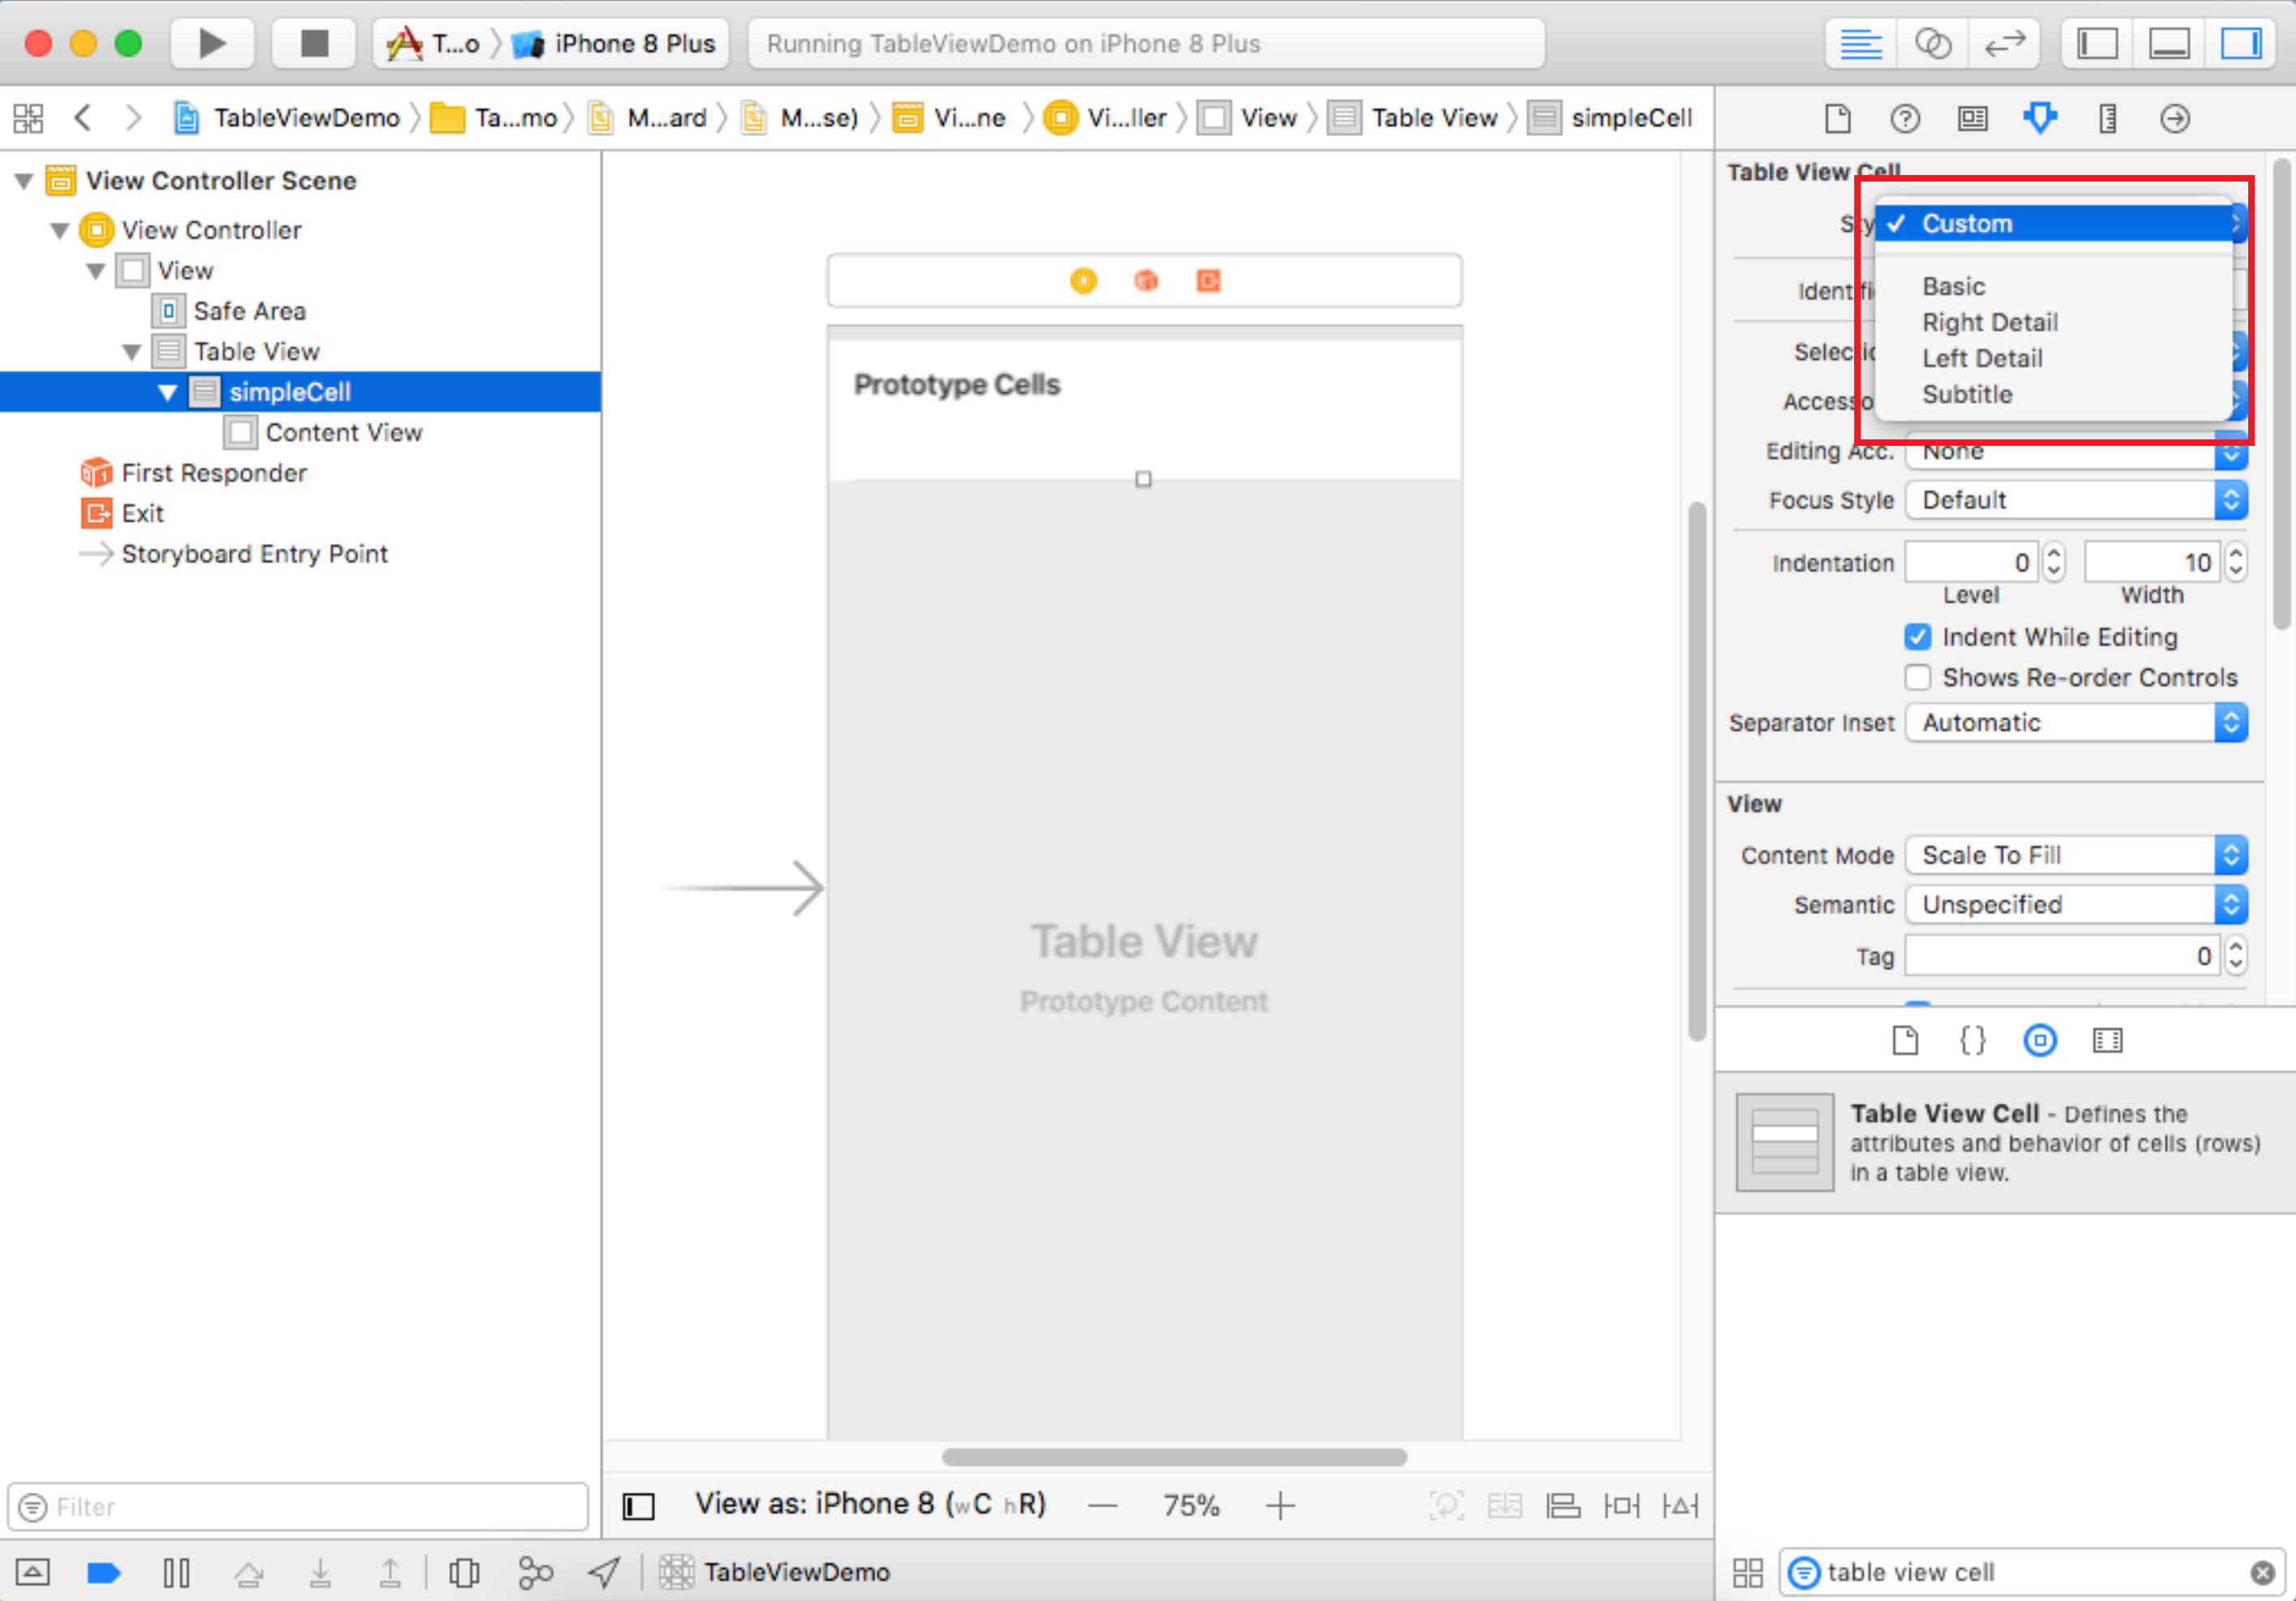 T...o
iPhone 8 Plus
Running TableViewDemo on iPhone 8 Plus
TableViewDemo
Ta...mo
M...ard
M...se)
Vi...ne
Vi...ller
View
Table View
simpleCell
View Controller Scene
View Controller
View
Safe Area
Table View
simpleCell
Content View
First Responder
Exit
Storyboard Entry Point
Filter
Prototype Cells
Table View
Prototype Content
View as: iPhone 8 (wC hR)
75%
TableViewDemo
Table View Cell
Sty
Custom
Basic
Right Detail
Left Detail
Subtitle
Identifi
Selectio
Accesso
Editing Acc. None
Focus Style Default
Indentation 0 10
Level Width
Indent While Editing
Shows Re-order Controls
Separator Inset Automatic
View
Content Mode Scale To Fill
Semantic Unspecified
Tag 0
{}
Table View Cell - Defines the
attributes and behavior of cells (rows)
in a table view.
table view cell